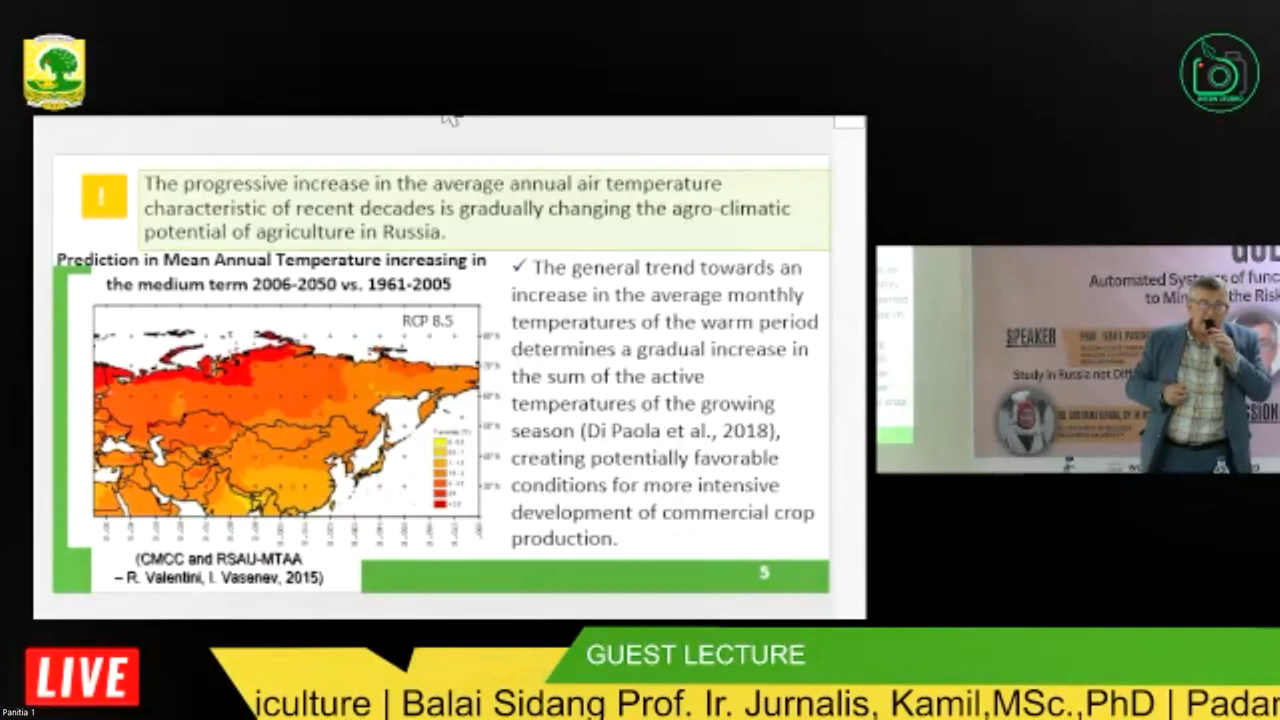 !
The progressive increase in the average annual air temperature
characteristic of recent decades is gradually changing the agro-climatic
potential of agriculture in Russia.
Prediction in Mean Annual Temperature increasing in
the medium term 2006-2050 vs. 1961-2005
RCP 8.5
(CMCC and RSAU-MTAA
– R. Valentini, I. Vasenev, 2015)
✓ The general trend towards an
increase in the average monthly
temperatures of the warm period
determines a gradual increase in
the sum of the active
temperatures of the growing
season (Di Paola et al., 2018),
creating potentially favorable
conditions for more intensive
development of commercial crop
production.
5
Automated Systems of func
to Min the Risk
SPEAKER
Study in Russia not Diff
GUEST LECTURE
LIVE
iculture | Balai Sidang Prof. Ir. Jurnalis, Kamil,MSc.,PhD | Padan
Panitia 1